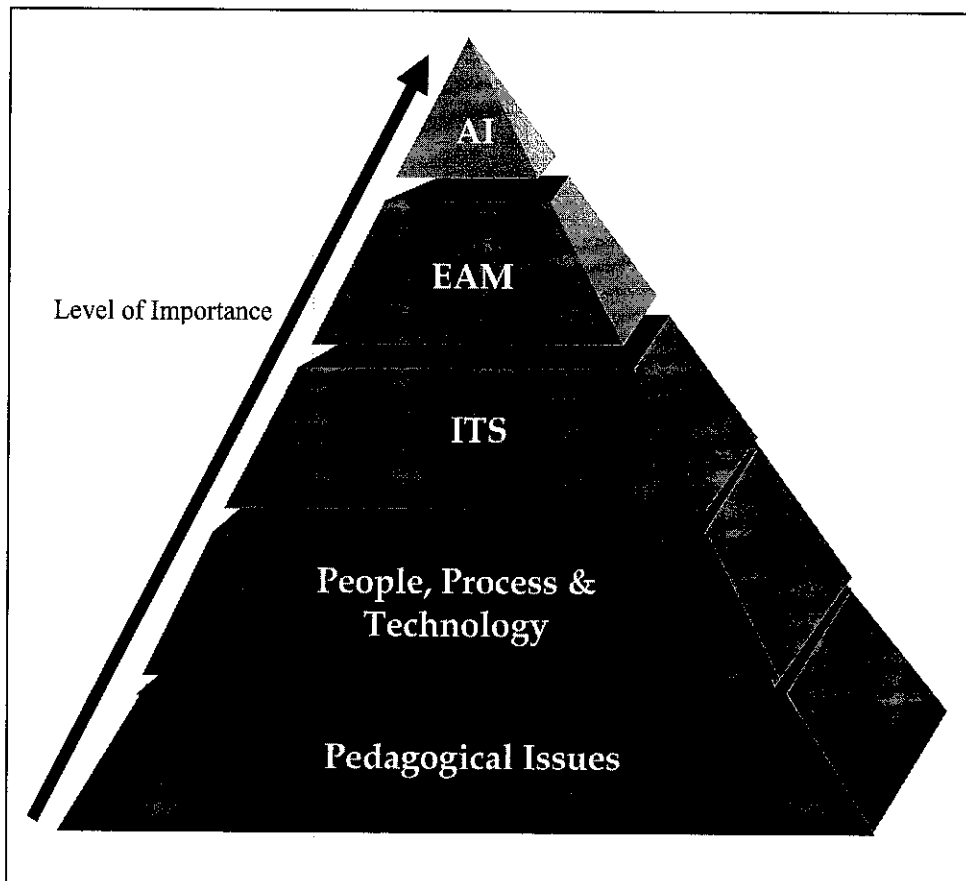 AI
EAM
Level of Importance
ITS
People, Process &
Technology
Pedagogical Issues